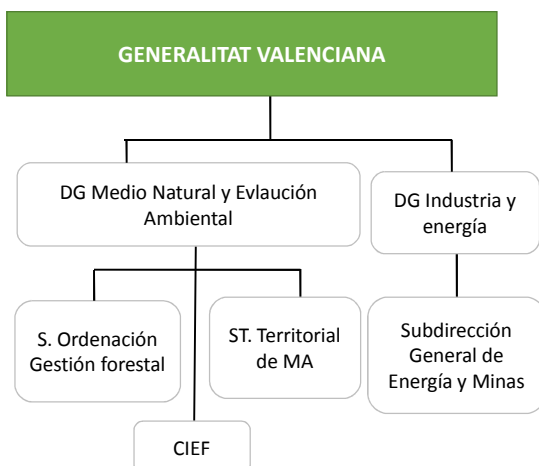 GENERALITAT VALENCIANA
DG Medio Natural y Evlaución
Ambiental
DG Industria y
energía
S. Ordenación
Gestión forestal
ST. Territorial
de MA
Subdirección
General de
Energía y Minas
CIEF